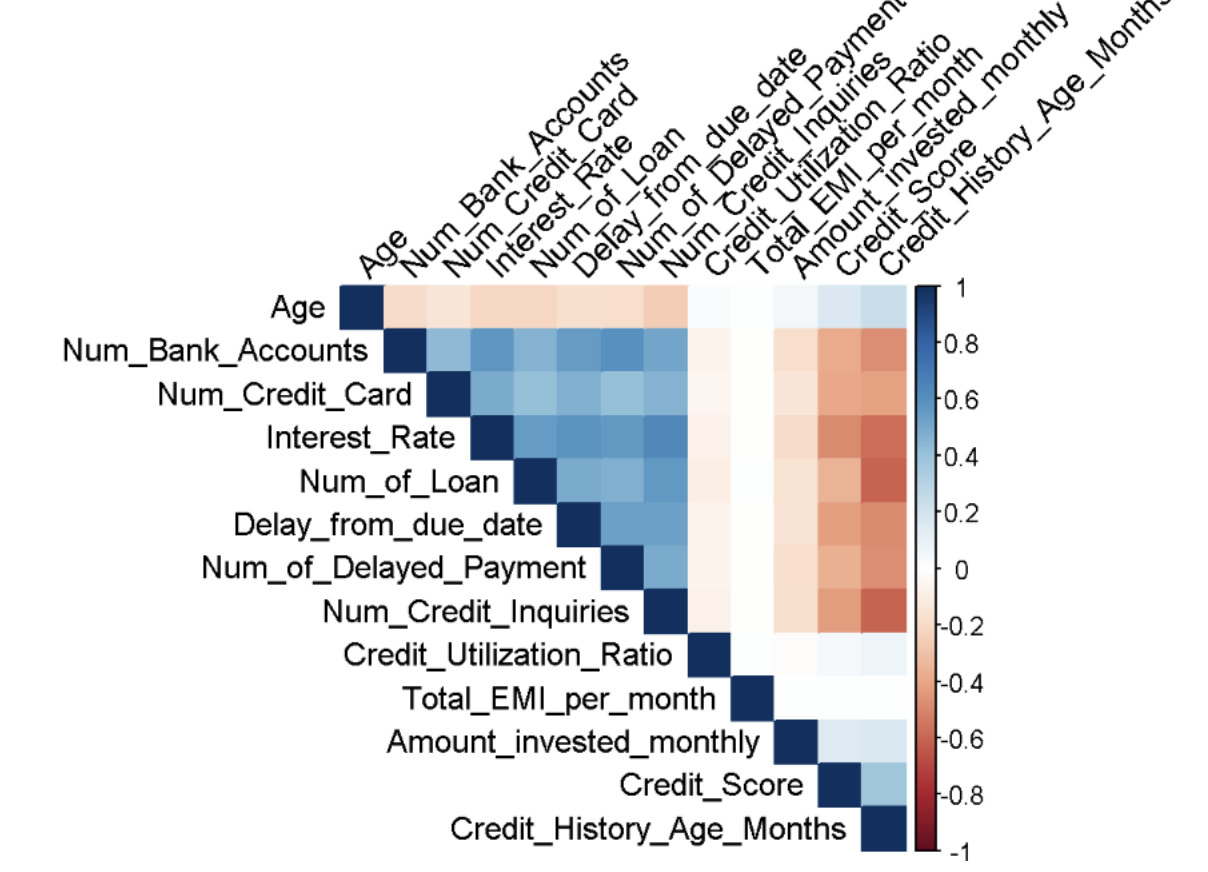 Age
Num_Bank_Accounts
Num_Credit_Card
Interest_Rate
Num_of_Loan
Delay_from_due_date
Num_of_Delayed_Payment
Num_Credit_Inquiries
Credit_Utilization_Ratio
Total_EMI_per_month
Amount_invested_monthly
Credit_Score
Credit_History_Age_Months
Age
Num_Bank_Accounts
Num_Credit_Card
Interest_Rate
Num_of_Loan
Delay_from_due_date
Num_of_Delayed_Payment
Num_Credit_Inquiries
Credit_Utilization_Ratio
Total_EMI_per_month
Amount_invested_monthly
Credit_Score
Credit_History_Age_Months
1
0.8
0.6
0.4
0.2
0
-0.2
-0.4
-0.6
-0.8
-1